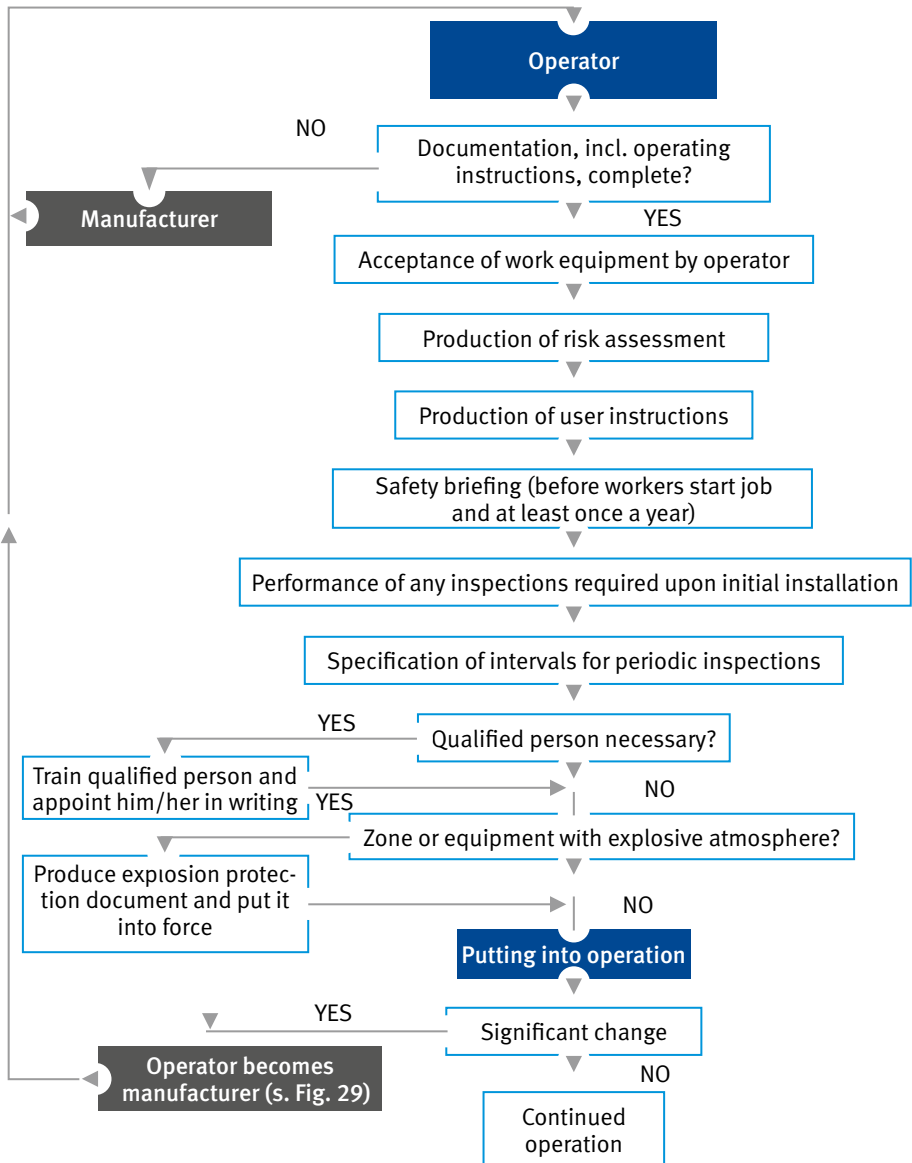 Operator
NO
Documentation, incl. operating
instructions, complete?
Manufacturer
YES
Acceptance of work equipment by operator
Production of risk assessment
Production of user instructions
Safety briefing (before workers start job
and at least once a year)
Performance of any inspections required upon initial installation
Specification of intervals for periodic inspections
YES
Qualified person necessary?
Train qualified person and
appoint him/her in writing
NO
YES
Zone or equipment with explosive atmosphere?
Produce explosion protec-
tion document and put it
into force
NO
Putting into operation
YES
Significant change
Operator becomes
manufacturer (s. Fig. 29)
NO
Continued
operation